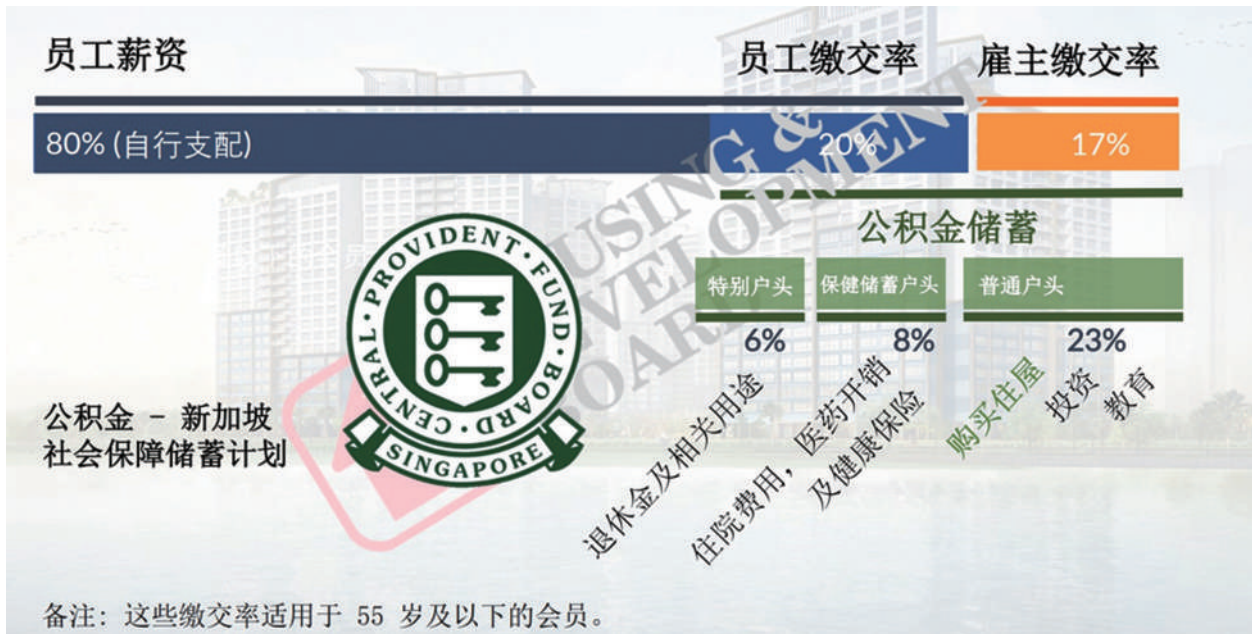 员工薪资
员工缴交率
雇主缴交率
80% (自行支配)
20%
17%
公积金储蓄
特别户头
保健储蓄户头
普通户头
6%
8%
23%
退休金及相关用途
住院费用，医药开销
及健康保险
购买住屋
投资
教育
CENTRAL·PROVIDENT·FUND·BOARD
SINGAPORE
公积金 - 新加坡
社会保障储蓄计划
HOUSING &
DEVELOPMENT
BOARD
备注: 这些缴交率适用于 55 岁及以下的会员。